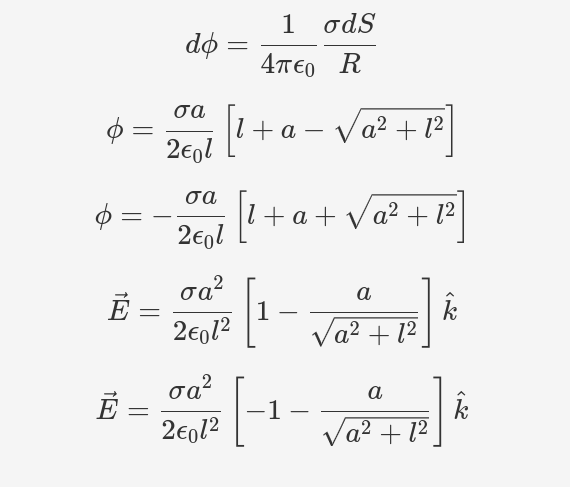 dϕ = 1/(4πϵ₀) σdS/R
ϕ = σa/(2ϵ₀l) [l + a − √(a² + l²)]
ϕ = −σa/(2ϵ₀l) [l + a + √(a² + l²)]
E⃗ = σa²/(2ϵ₀l²) [1 − a/√(a² + l²)] k̂
E⃗ = σa²/(2ϵ₀l²) [−1 − a/√(a² + l²)] k̂